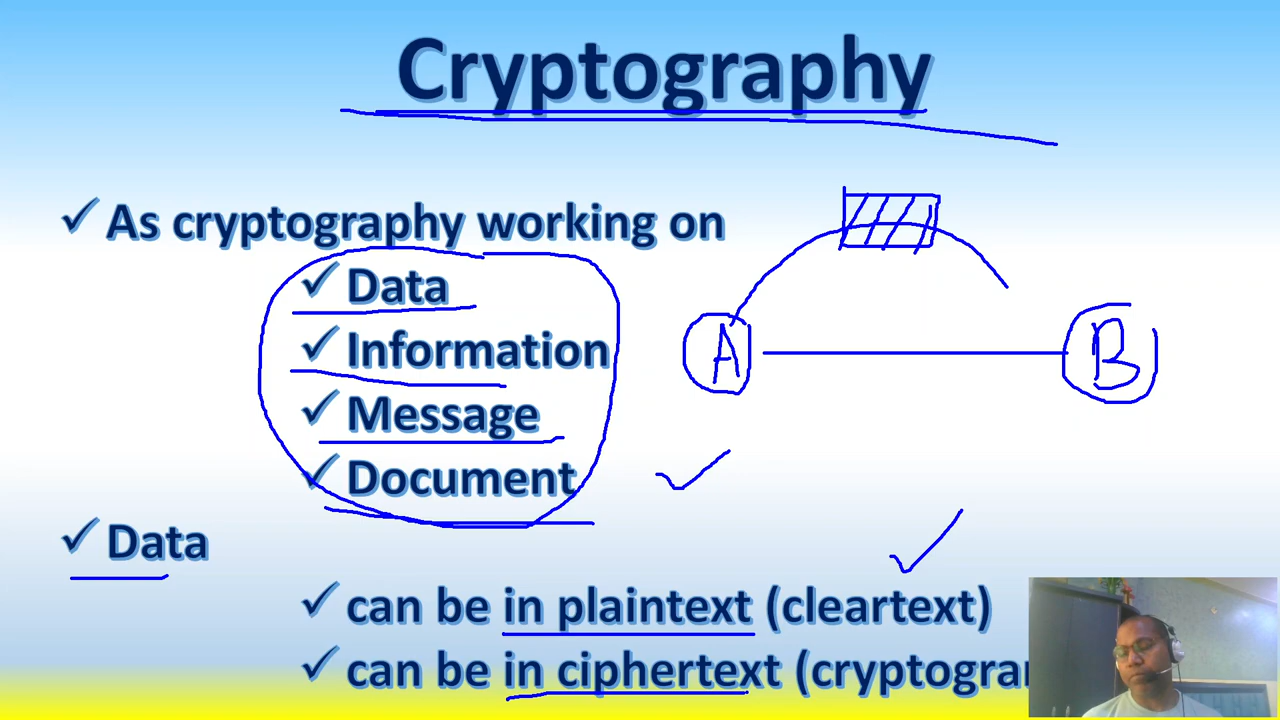 Cryptography
✓ As cryptography working on
✓ Data
✓ Information
✓ Message
✓ Document
A
B
✓ Data
✓ can be in plaintext (cleartext)
✓ can be in ciphertext (cryptogra